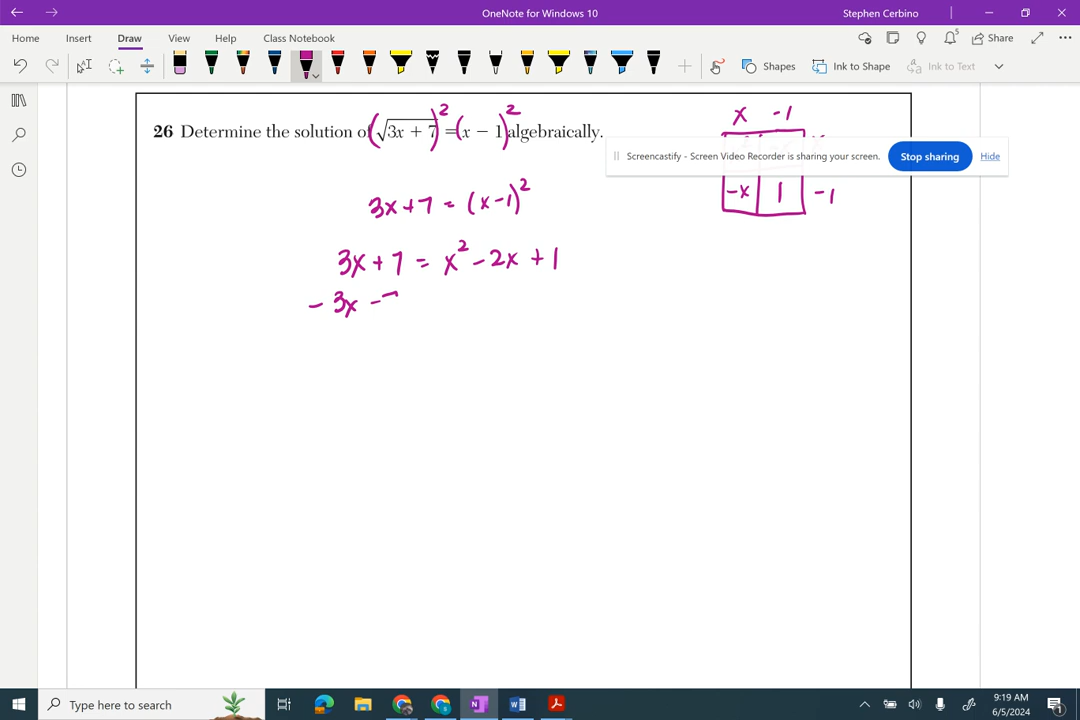 OneNote for Windows 10
Stephen Cerbino
Home Insert Draw View Help Class Notebook
5
Share
Shapes
Ink to Shape
Ink to Text
x -1
26 Determine the solution of (√3x + 7)² = (x − 1)² algebraically.
Screencastify - Screen Video Recorder is sharing your screen.
Stop sharing
Hide
-x 1 -1
3x+7 = (x-1)²
3x+7 = x² - 2x + 1
- 3x -7
Type here to search
9:19 AM
6/5/2024
1